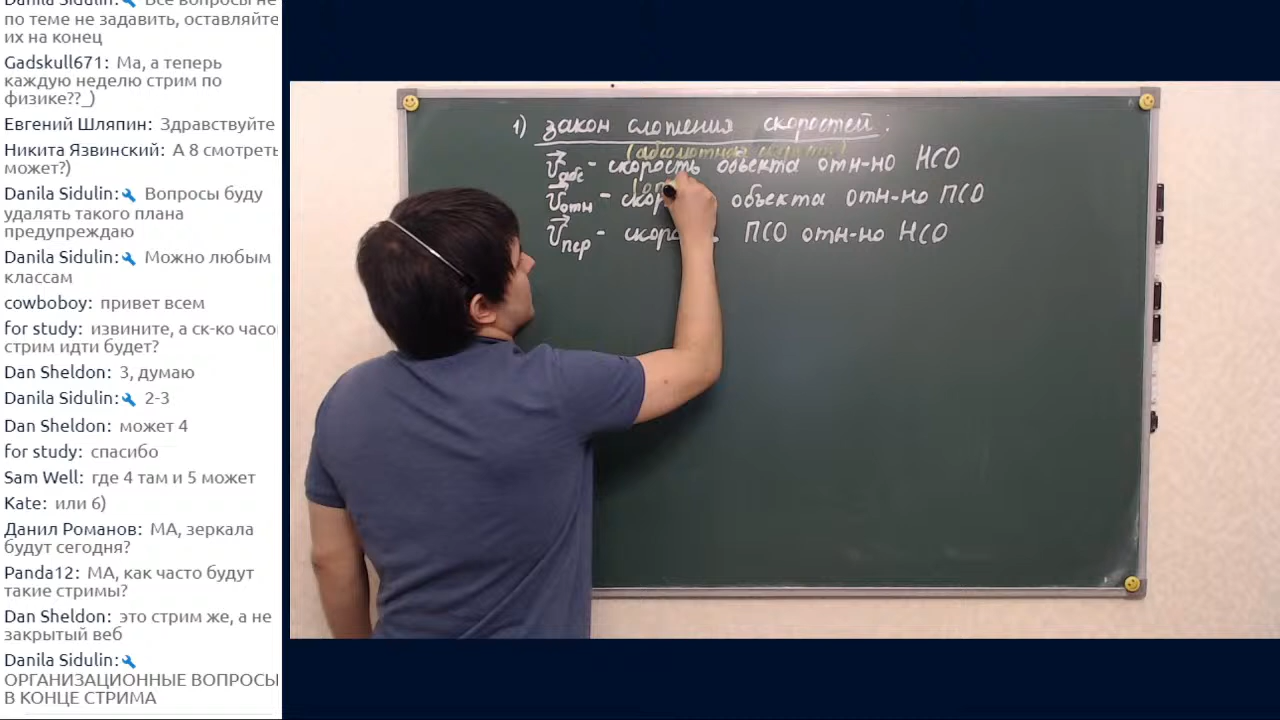 Danila Sidulin: Все вопросы не
по теме не задавить, оставляйте
их на конец
Gadskull671: Ма, а теперь
каждую неделю стрим по
физике??_)
Евгений Шляпин: Здравствуйте
Никита Язвинский: А 8 смотреть
может?)
Danila Sidulin: Вопросы буду
удалять такого плана
предупреждаю
Danila Sidulin: Можно любым
классам
cowboboy: привет всем
for study: извините, а ск-ко часо
стрим идти будет?
Dan Sheldon: 3, думаю
Danila Sidulin: 2-3
Dan Sheldon: может 4
for study: спасибо
Sam Well: где 4 там и 5 может
Kate: или 6)
Данил Романов: МА, зеркала
будут сегодня?
Panda12: МА, как часто будут
такие стримы?
Dan Sheldon: это стрим же, а не
закрытый веб
Danila Sidulin:
ОРГАНИЗАЦИОННЫЕ ВОПРОСЫ
В КОНЦЕ СТРИМА
1) закон сложения скоростей:
(абсолютная скорость)
v⃗абс - скорость объекта отн-но НСО
v⃗отн - объекта отн-но ПСО
v⃗пер - ПСО отн-но НСО